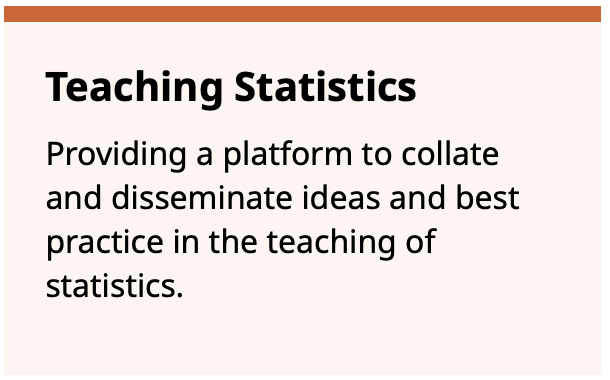 Teaching Statistics
Providing a platform to collate
and disseminate ideas and best
practice in the teaching of
statistics.